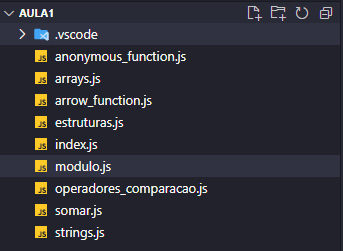 AULA1
.vscode
anonymous_function.js
arrays.js
arrow_function.js
estruturas.js
index.js
modulo.js
operadores_comparacao.js
somar.js
strings.js